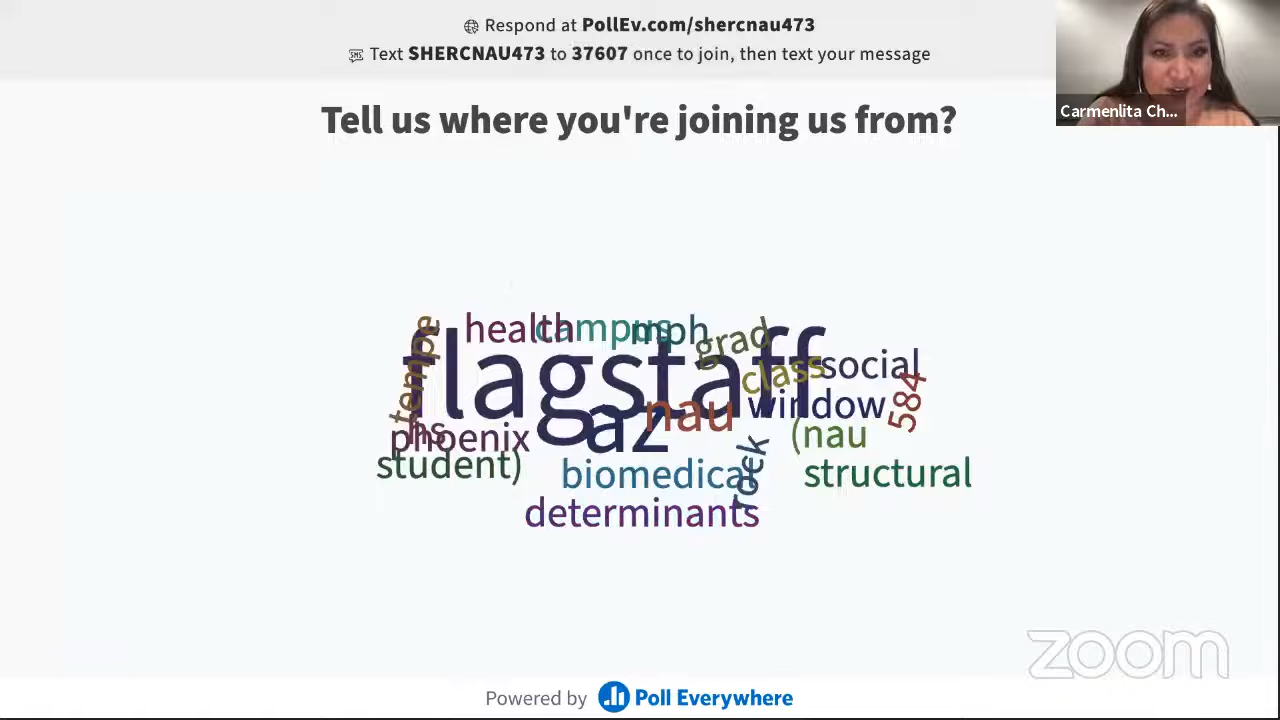 Respond at PollEv.com/shercnau473
Text SHERCNAU473 to 37607 once to join, then text your message
Carmenlita Ch...
Tell us where you're joining us from?
tempe
health
campus
mph
grad
flagstaff
class
social
584
window
az
nau
hs
phoenix
(nau
student)
biomedical
rock
structural
determinants
zoom
Powered by Poll Everywhere